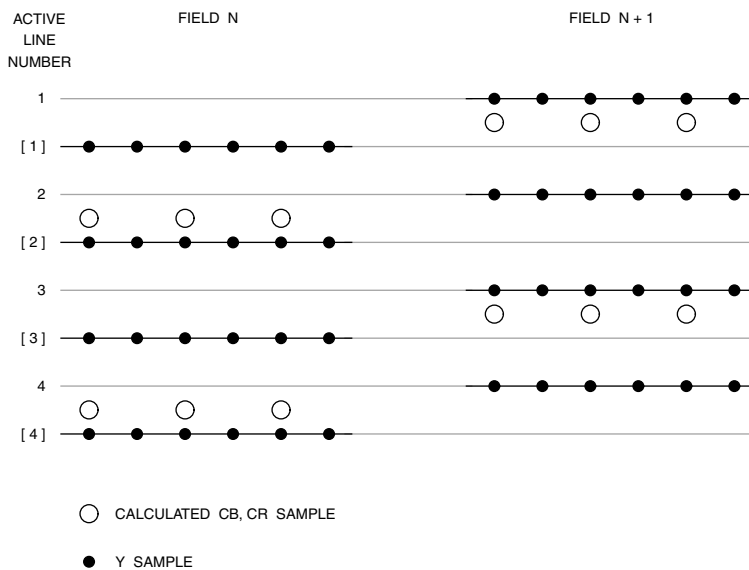 ACTIVE
LINE
NUMBER
FIELD N
FIELD N + 1
1
[ 1 ]
2
[ 2 ]
3
[ 3 ]
4
[ 4 ]
CALCULATED CB, CR SAMPLE
Y SAMPLE